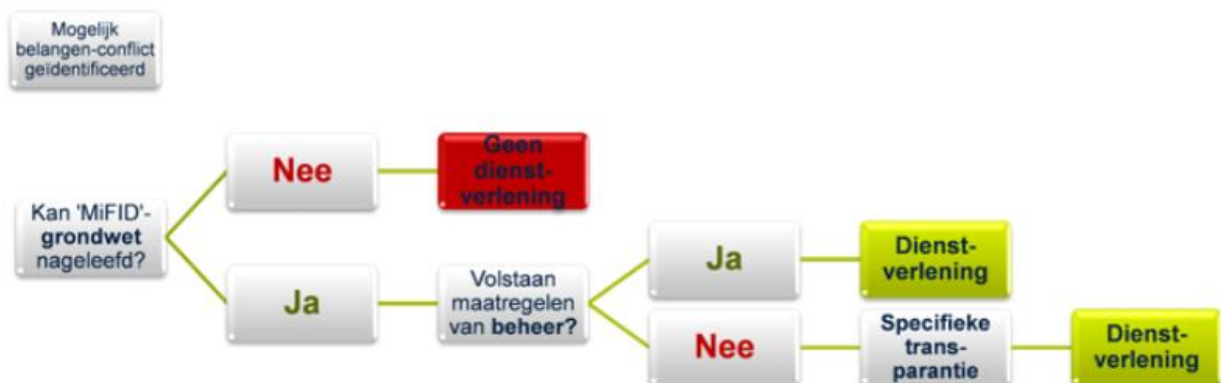 Mogelijk
belangen-conflict
geïdentificeerd
Nee
Geen
dienst-
verlening
Kan 'MiFID'-
grondwet
nageleefd?
Ja
Volstaan
maatregelen
van beheer?
Ja
Dienst-
verlening
Nee
Specifieke
trans-
parantie
Dienst-
verlening